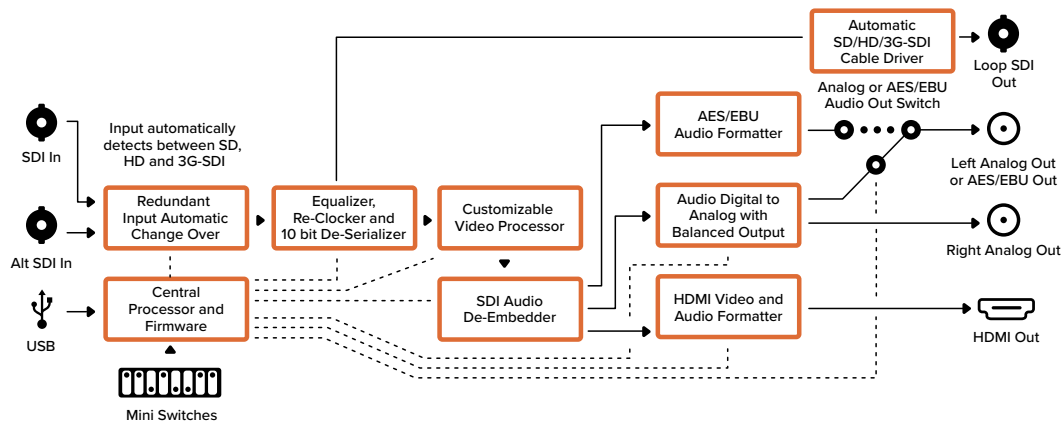 Automatic
SD/HD/3G-SDI
Cable Driver
Loop SDI
Out
Analog or AES/EBU
Audio Out Switch
SDI In
Input automatically
detects between SD,
HD and 3G-SDI
AES/EBU
Audio Formatter
Left Analog Out
or AES/EBU Out
Redundant
Input Automatic
Change Over
Equalizer,
Re-Clocker and
10 bit De-Serializer
Customizable
Video Processor
Audio Digital to
Analog with
Balanced Output
Right Analog Out
Alt SDI In
Central
Processor and
Firmware
SDI Audio
De-Embedder
HDMI Video and
Audio Formatter
HDMI Out
USB
Mini Switches